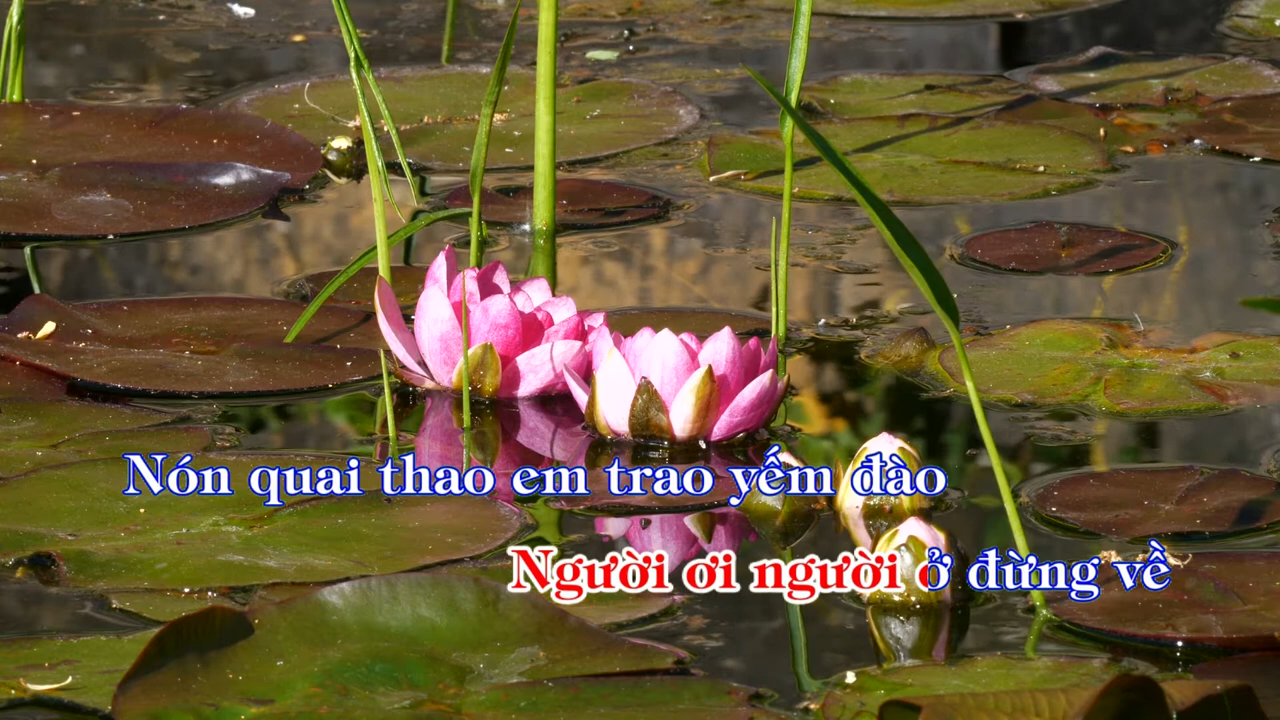 Nón quai thao em trao yếm đào
Người ơi người ở đừng về